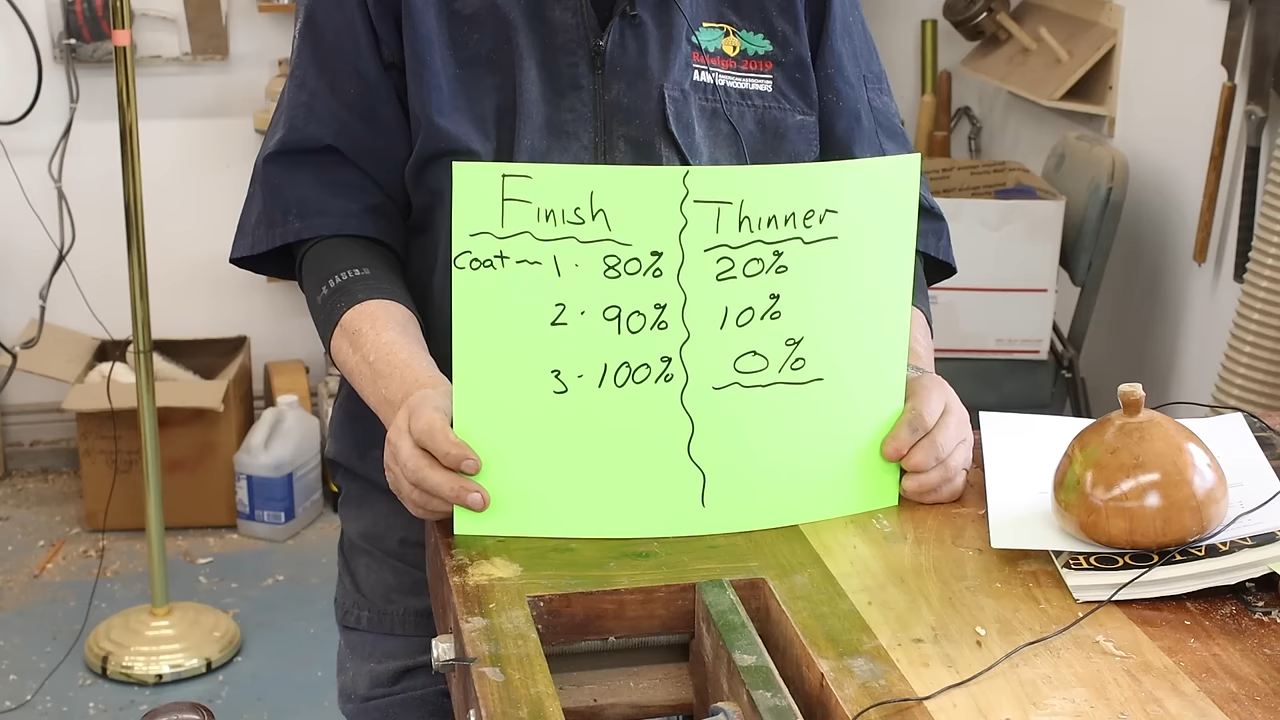 Raleigh 2019
AAW AMERICAN ASSOCIATION
OF WOODTURNERS
Finish Thinner
Coat 1. 80% 20%
2. 90% 10%
3. 100% 0%